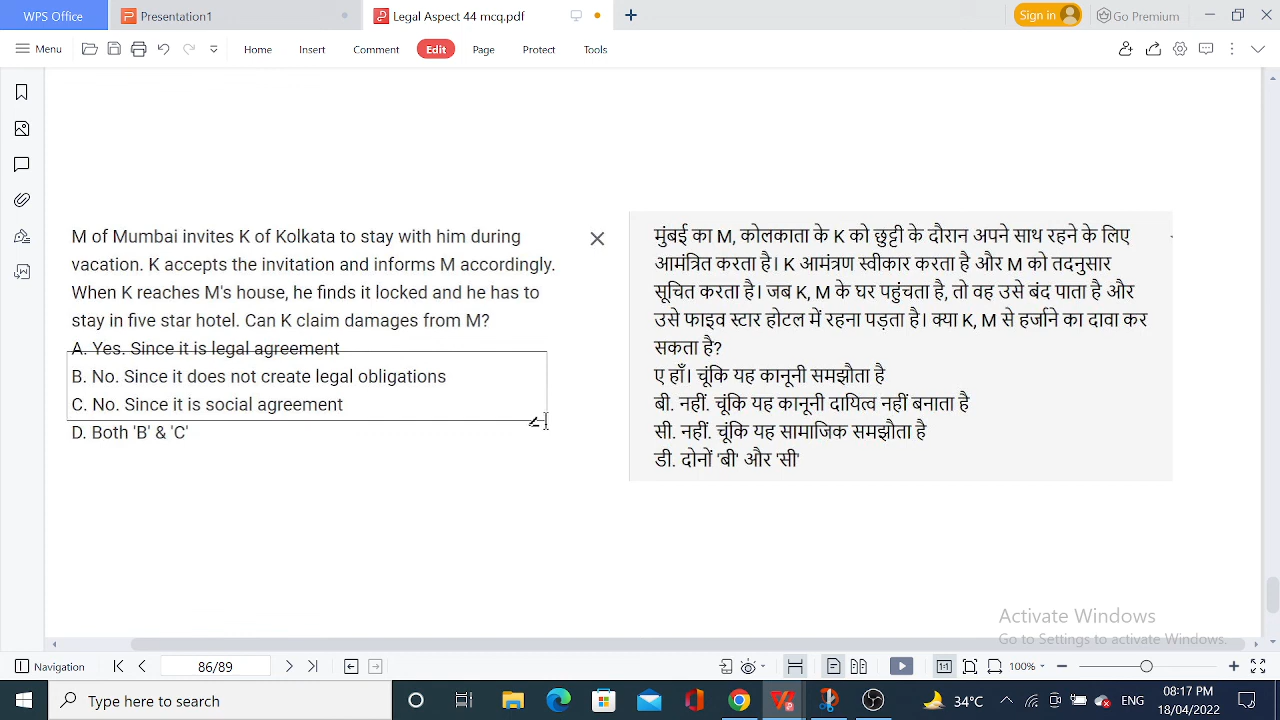 WPS Office
Presentation1
Legal Aspect 44 mcq.pdf
Sign in
Go Premium
Menu
Home
Insert
Comment
Edit
Page
Protect
Tools
M of Mumbai invites K of Kolkata to stay with him during
vacation. K accepts the invitation and informs M accordingly.
When K reaches M's house, he finds it locked and he has to
stay in five star hotel. Can K claim damages from M?
A. Yes. Since it is legal agreement
B. No. Since it does not create legal obligations
C. No. Since it is social agreement
D. Both 'B' & 'C'
मुंबई का M, कोलकाता के K को छुट्टी के दौरान अपने साथ रहने के लिए
आमंत्रित करता है। K आमंत्रण स्वीकार करता है और M को तदनुसार
सूचित करता है। जब K, M के घर पहुंचता है, तो वह उसे बंद पाता है और
उसे फाइव स्टार होटल में रहना पड़ता है। क्या K, M से हर्जाने का दावा कर
सकता है?
ए हाँ। चूंकि यह कानूनी समझौता है
बी. नहीं. चूंकि यह कानूनी दायित्व नहीं बनाता है
सी. नहीं. चूंकि यह सामाजिक समझौता है
डी. दोनों 'बी' और 'सी'
Activate Windows
Go to Settings to activate Windows.
Navigation
86/89
1:1
100%
Type here to search
34°C
ENG
08:17 PM
18/04/2022